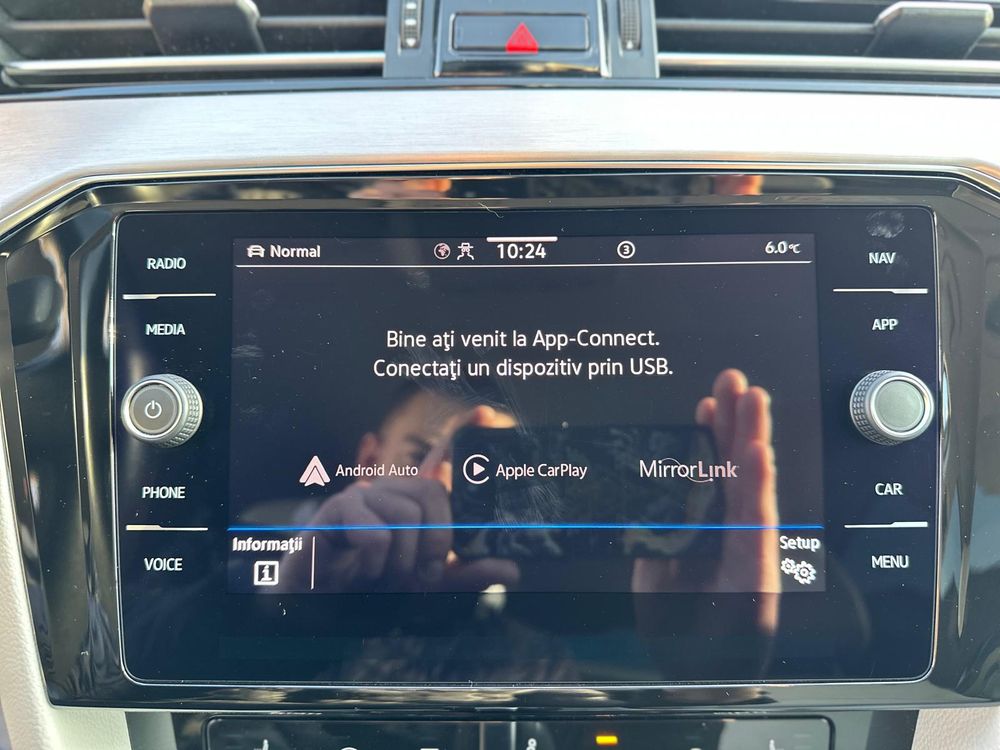 Normal 10:24 3 6.0°C
RADIO
NAV
MEDIA
APP
Bine aţi venit la App-Connect.
Conectaţi un dispozitiv prin USB.
Android Auto
Apple CarPlay
MirrorLink
PHONE
CAR
VOICE
MENU
Informaţii
Setup